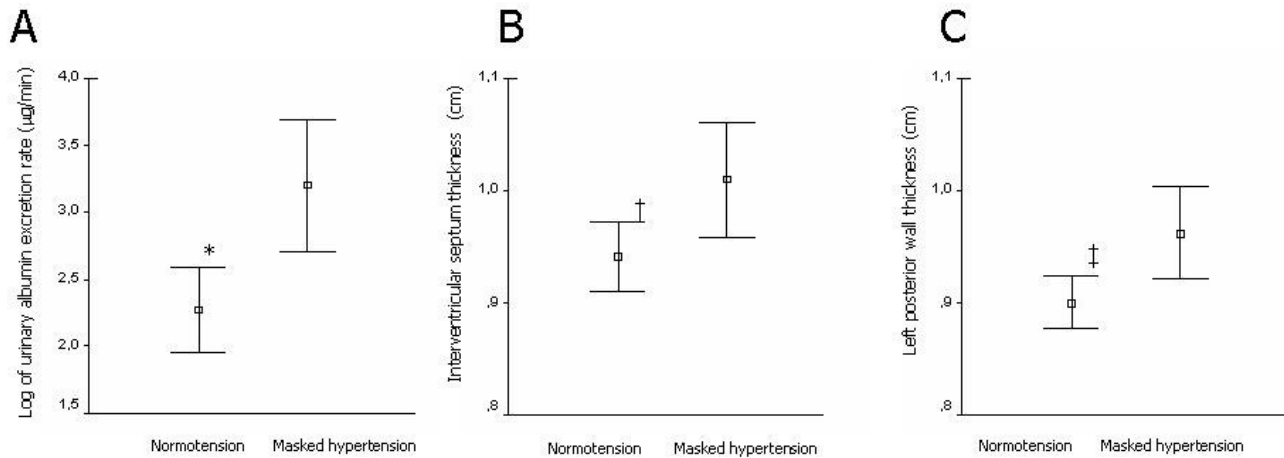 A
Log of urinary albumin excretion rate (µg/min)
4,0
3,5
3,0
2,5
2,0
1,5
*
Normotension
Masked hypertension
B
Interventricular septum thickness (cm)
1,1
1,0
,9
,8
†
Normotension
Masked hypertension
C
Left posterior wall thickness (cm)
1,1
1,0
,9
,8
‡
Normotension
Masked hypertension